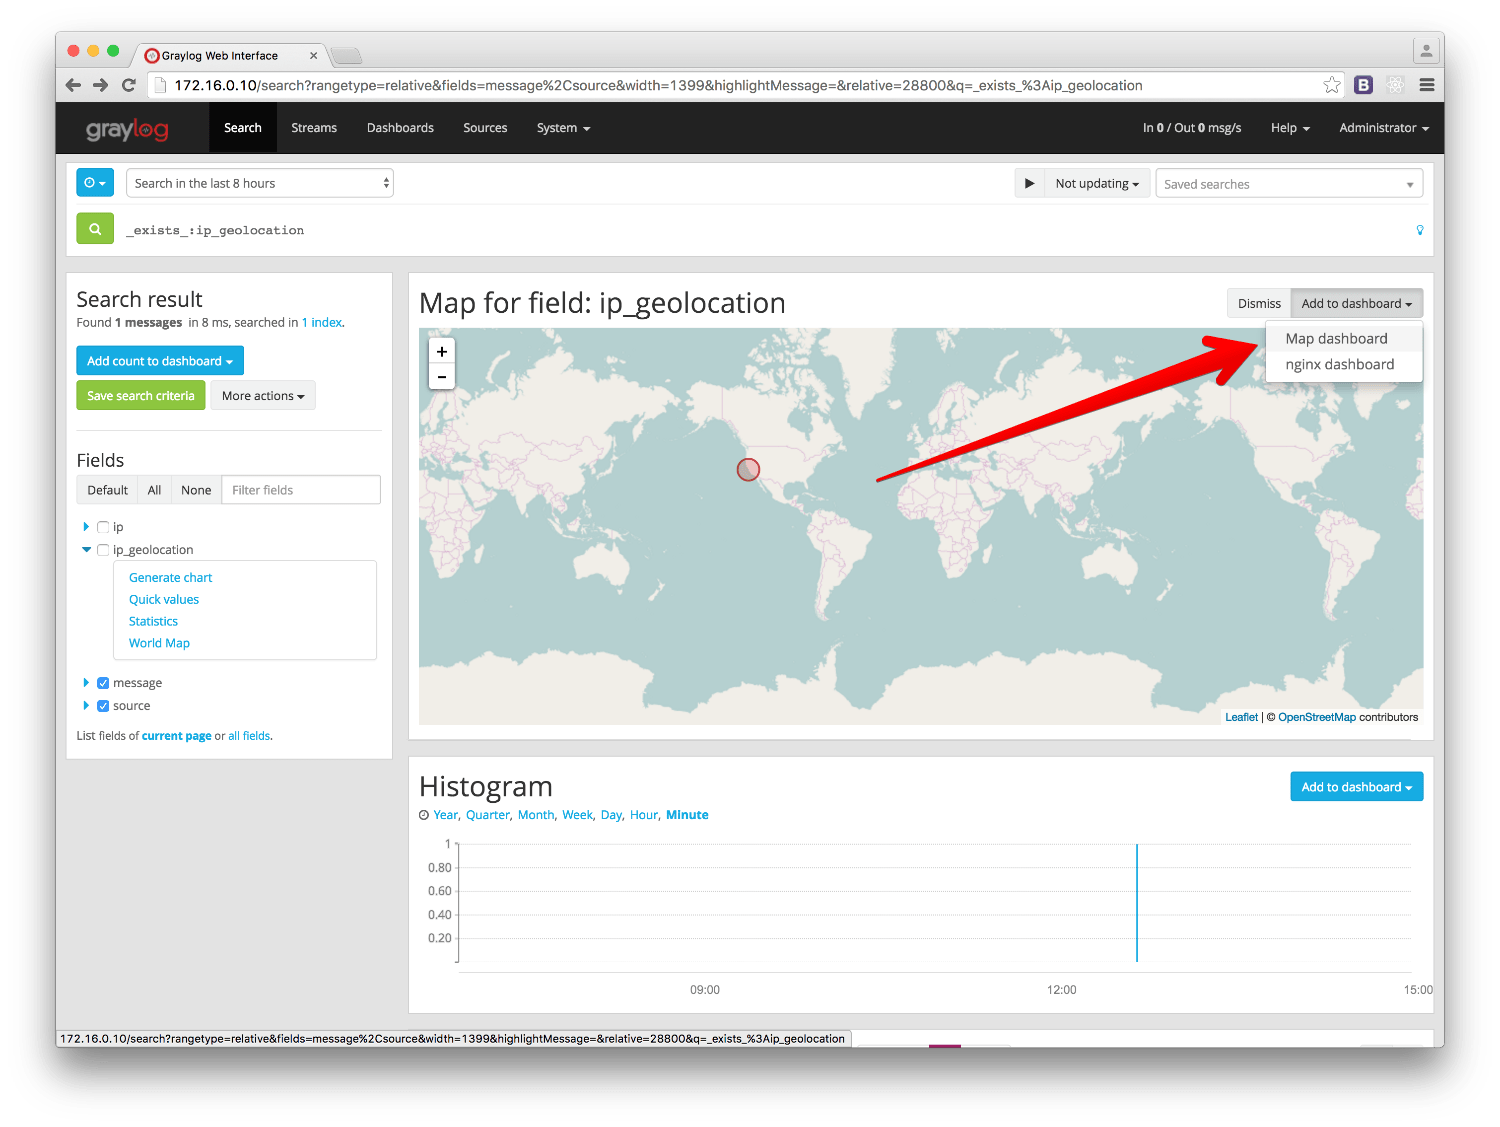 Graylog Web Interface
172.16.0.10/search?rangetype=relative&fields=message%2Csource&width=1399&highlightMessage=&relative=28800&q=_exists_%3Aip_geolocation
B
graylog
Search
Streams
Dashboards
Sources
System
In 0 / Out 0 msg/s
Help
Administrator
Search in the last 8 hours
Not updating
Saved searches
_exists_:ip_geolocation
Search result
Found 1 messages in 8 ms, searched in 1 index.
Add count to dashboard
Save search criteria
More actions
Fields
Default
All
None
Filter fields
ip
ip_geolocation
Generate chart
Quick values
Statistics
World Map
message
source
List fields of current page or all fields.
Map for field: ip_geolocation
Dismiss
Add to dashboard
Map dashboard
nginx dashboard
+
-
Leaflet | © OpenStreetMap contributors
Histogram
Add to dashboard
Year, Quarter, Month, Week, Day, Hour, Minute
1
0.80
0.60
0.40
0.20
09:00
12:00
15:00
172.16.0.10/search?rangetype=relative&fields=message%2Csource&width=1399&highlightMessage=&relative=28800&q=_exists_%3Aip_geolocation